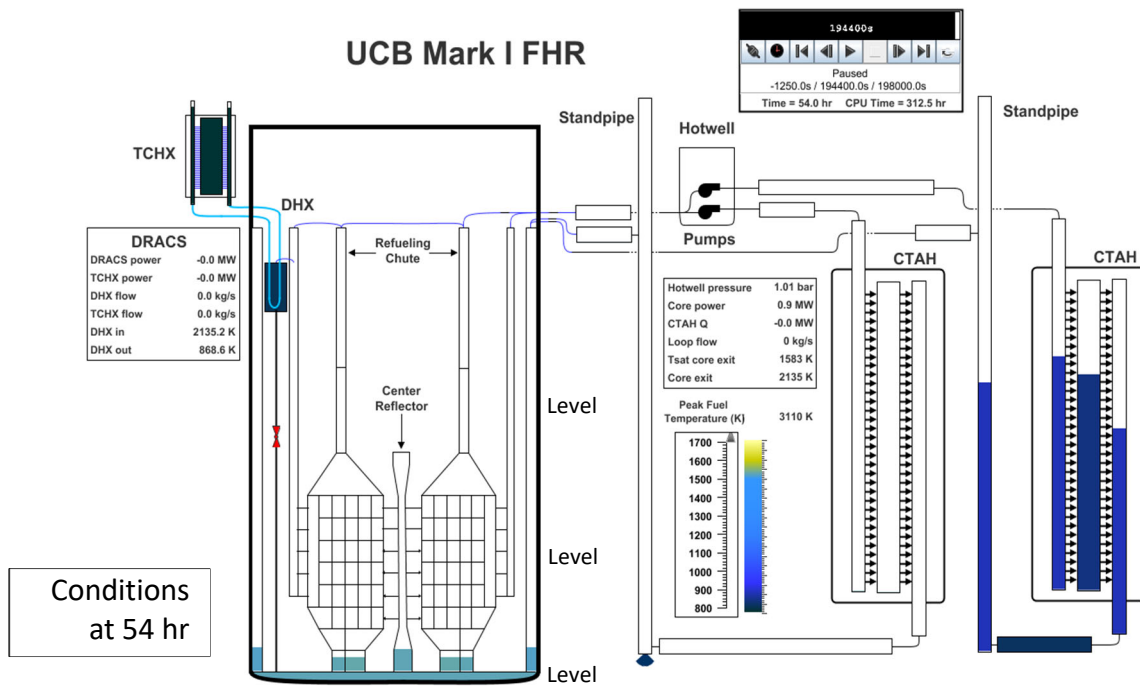 UCB Mark I FHR
194400s
Paused
-1250.0s / 194400.0s / 198000.0s
Time = 54.0 hr CPU Time = 312.5 hr
Standpipe
Hotwell
Standpipe
TCHX
DHX
DRACS
DRACS power -0.0 MW
TCHX power -0.0 MW
DHX flow 0.0 kg/s
TCHX flow 0.0 kg/s
DHX in 2135.2 K
DHX out 868.6 K
Refueling
Chute
Pumps
CTAH
CTAH
Hotwell pressure 1.01 bar
Core power 0.9 MW
CTAH Q -0.0 MW
Loop flow 0 kg/s
Tsat core exit 1583 K
Core exit 2135 K
Center
Reflector
Level
Peak Fuel
Temperature (K) 3110 K
1700
1600
1500
1400
1300
1200
1100
1000
900
800
Level
Conditions
at 54 hr
Level